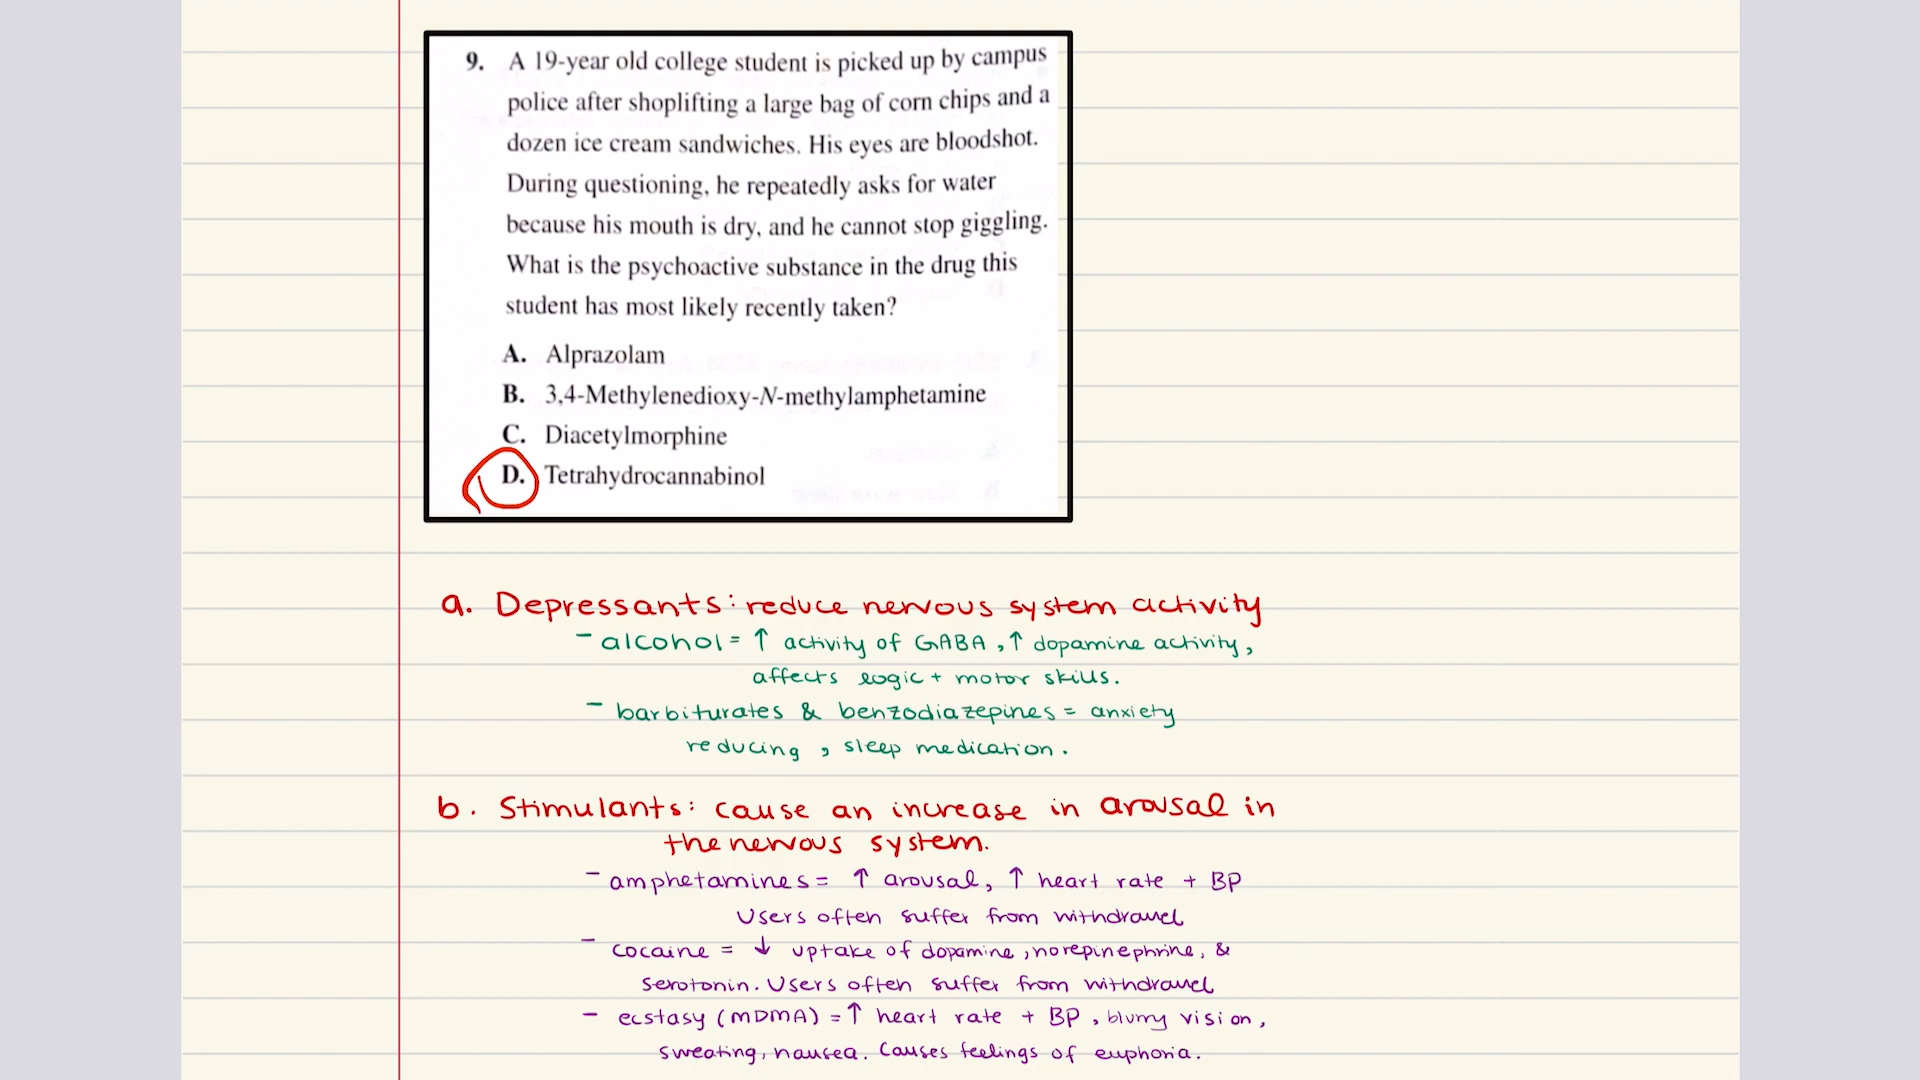 9. A 19-year old college student is picked up by campus
police after shoplifting a large bag of corn chips and a
dozen ice cream sandwiches. His eyes are bloodshot.
During questioning, he repeatedly asks for water
because his mouth is dry, and he cannot stop giggling.
What is the psychoactive substance in the drug this
student has most likely recently taken?
A. Alprazolam
B. 3,4-Methylenedioxy-N-methylamphetamine
C. Diacetylmorphine
D. Tetrahydrocannabinol
a. Depressants: reduce nervous system activity
- alcohol = ↑ activity of GABA, ↑ dopamine activity,
affects logic + motor skills.
- barbiturates & benzodiazepines = anxiety
reducing, sleep medication.
b. Stimulants: cause an increase in arousal in
the nervous system.
- amphetamines = ↑ arousal, ↑ heart rate + BP
Users often suffer from withdrawel
- cocaine = ↓ uptake of dopamine, norepinephrine, &
serotonin. Users often suffer from withdrawel
- ecstasy (MDMA) = ↑ heart rate + BP, blurry vision,
sweating, nausea. Causes feelings of euphoria.